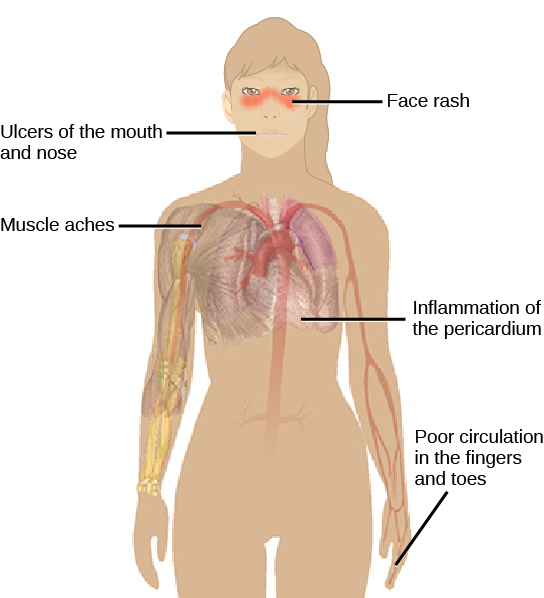 Face rash
Ulcers of the mouth
and nose
Muscle aches
Inflammation of
the pericardium
Poor circulation
in the fingers
and toes